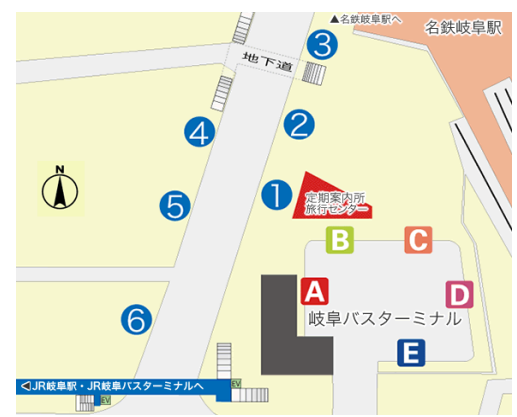 ▲名鉄岐阜駅へ
名鉄岐阜駅
3
地下道
2
4
N
1
定期案内所
旅行センター
5
B
C
A
D
岐阜バスターミナル
6
E
◁JR岐阜駅・JR岐阜バスターミナルへ
EV
EV